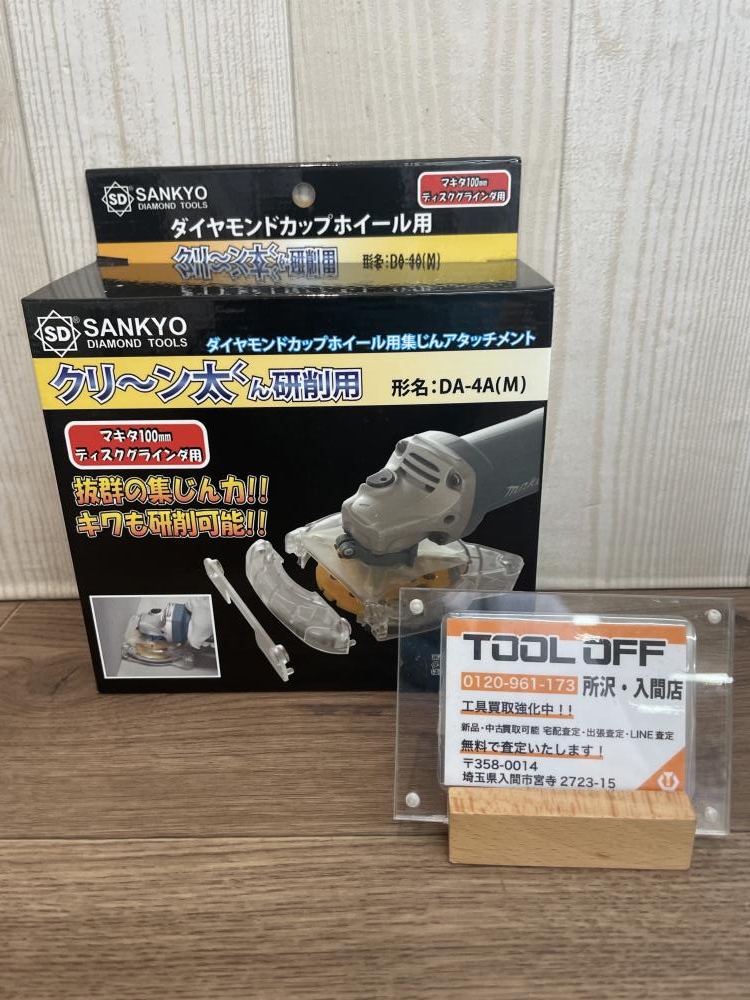 SD SANKYO
DIAMOND TOOLS
マキタ100mm
ディスクグラインダ用
ダイヤモンドカップホイール用
クリ〜ン太くん研削用 形名:DA-4A(M)
SD® SANKYO
DIAMOND TOOLS
ダイヤモンドカップホイール用集じんアタッチメント
クリ〜ン太くん研削用 形名:DA-4A(M)
マキタ100mm
ディスクグラインダ用
抜群の集じん力!!
キワも研削可能!!
makita
TOOL OFF
0120-961-173 所沢・入間店
工具買取強化中!!
新品・中古買取可能 宅配査定・出張査定・LINE査定
無料で査定いたします!
〒358-0014
埼玉県入間市宮寺 2723-15